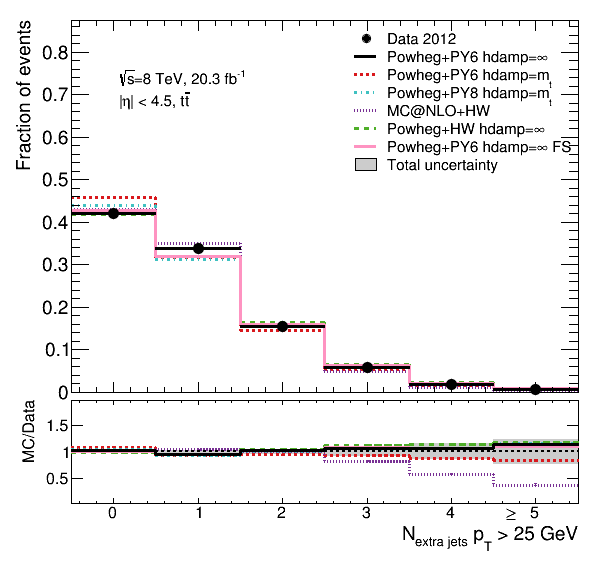 Fraction of events
0.8
0.7
0.6
0.5
0.4
0.3
0.2
0.1
0
√s=8 TeV, 20.3 fb⁻¹
|η| < 4.5, tt̄
Data 2012
Powheg+PY6 hdamp=∞
Powheg+PY6 hdamp=mₜ
Powheg+PY8 hdamp=mₜ
MC@NLO+HW
Powheg+HW hdamp=∞
Powheg+PY6 hdamp=∞ FS
Total uncertainty
MC/Data
1.5
1
0.5
0 1 2 3 4 ≥ 5
N extra jets p_T > 25 GeV